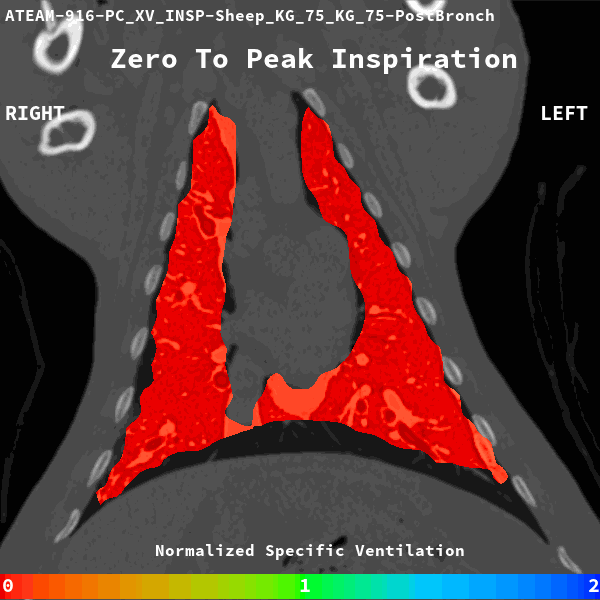 ATEAM-916-PC_XV_INSP-Sheep_KG_75_KG_75-PostBronch
Zero To Peak Inspiration
RIGHT
LEFT
Normalized Specific Ventilation
0 1 2